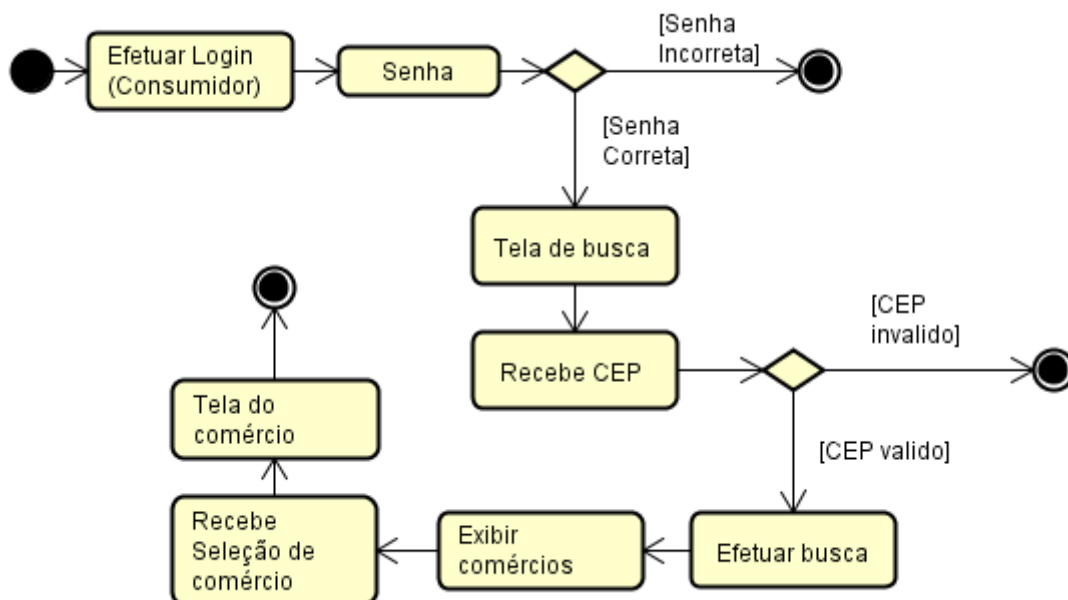 Efetuar Login
(Consumidor)
Senha
[Senha
Incorreta]
[Senha
Correta]
Tela de busca
Recebe CEP
[CEP
invalido]
[CEP valido]
Efetuar busca
Exibir
comércios
Recebe
Seleção de
comércio
Tela do
comércio